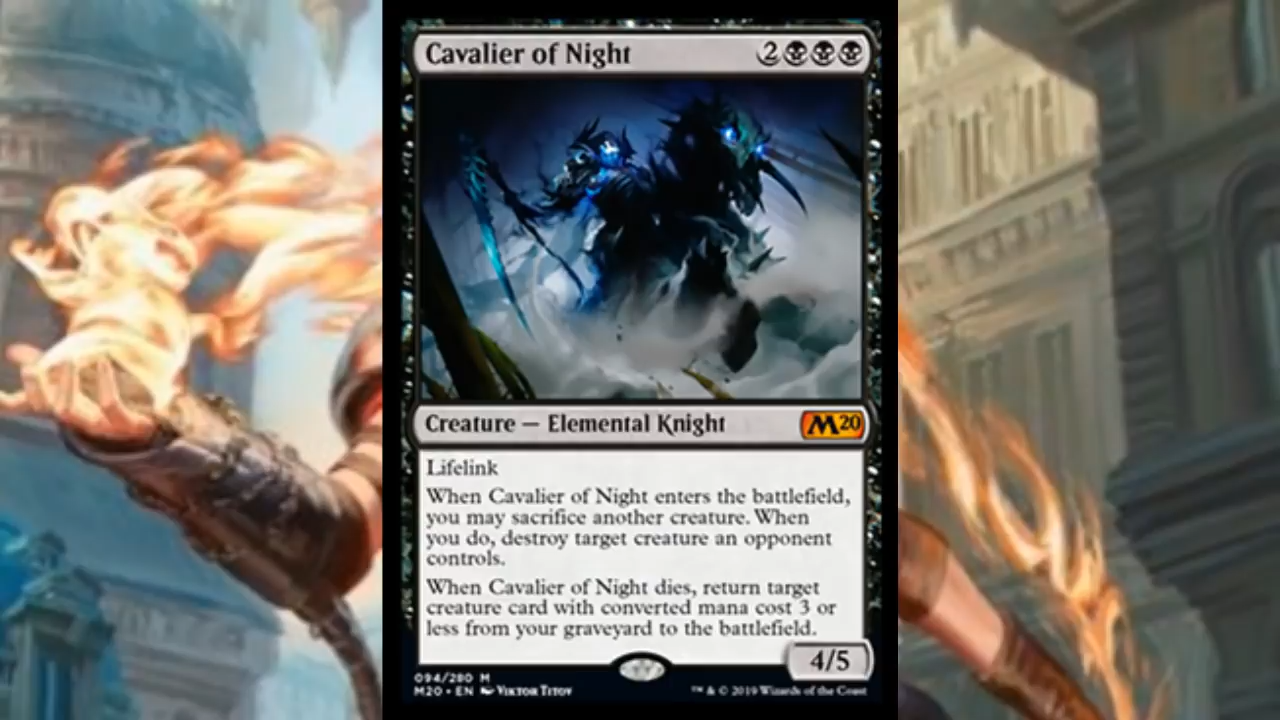 Cavalier of Night 2
Creature — Elemental Knight M20
Lifelink
When Cavalier of Night enters the battlefield,
you may sacrifice another creature. When
you do, destroy target creature an opponent
controls.
When Cavalier of Night dies, return target
creature card with converted mana cost 3 or
less from your graveyard to the battlefield.
4/5
094/280 M
M20 • EN Viktor Titov ™ & © 2019 Wizards of the Coast